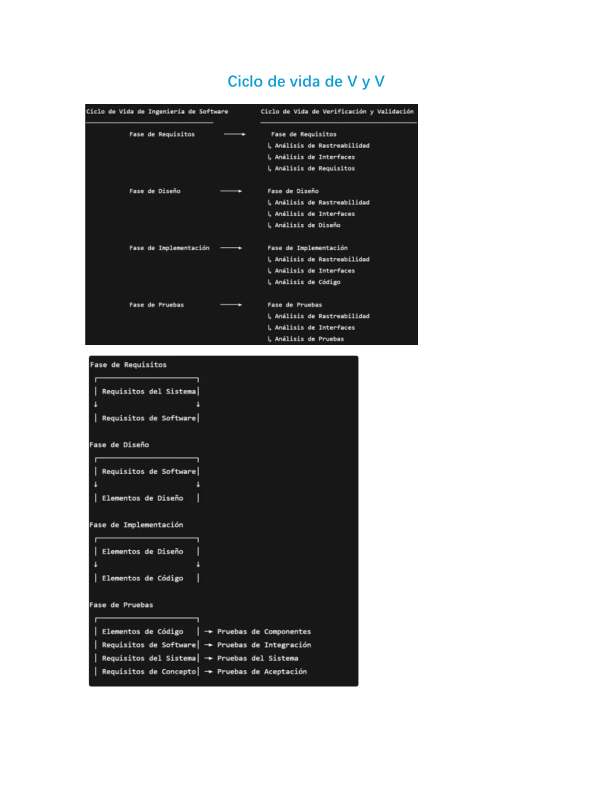 Ciclo de vida de V y V
Ciclo de Vida de Ingeniería de Software Ciclo de Vida de Verificación y Validación
Fase de Requisitos → Fase de Requisitos
↳ Análisis de Rastreabilidad
↳ Análisis de Interfaces
↳ Análisis de Requisitos
Fase de Diseño → Fase de Diseño
↳ Análisis de Rastreabilidad
↳ Análisis de Interfaces
↳ Análisis de Diseño
Fase de Implementación → Fase de Implementación
↳ Análisis de Rastreabilidad
↳ Análisis de Interfaces
↳ Análisis de Código
Fase de Pruebas → Fase de Pruebas
↳ Análisis de Rastreabilidad
↳ Análisis de Interfaces
↳ Análisis de Pruebas
Fase de Requisitos
Requisitos del Sistema
↓ ↓
Requisitos de Software
Fase de Diseño
Requisitos de Software
↓ ↓
Elementos de Diseño
Fase de Implementación
Elementos de Diseño
↓ ↓
Elementos de Código
Fase de Pruebas
Elementos de Código → Pruebas de Componentes
Requisitos de Software → Pruebas de Integración
Requisitos del Sistema → Pruebas del Sistema
Requisitos de Concepto → Pruebas de Aceptación